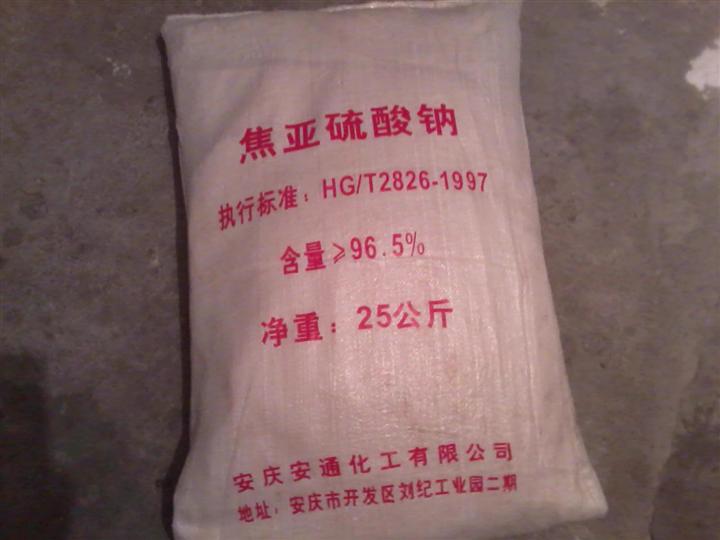 焦亚硫酸钠
执行标准：HG/T2826-1997
含量≥96.5%
净重：25公斤
安庆安通化工有限公司
地址：安庆市开发区刘纪工业园二期